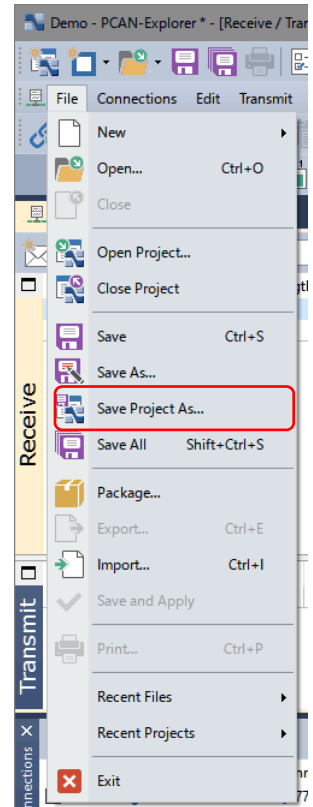 Demo - PCAN-Explorer * - [Receive / Tra
File Connections Edit Transmit
New
Open... Ctrl+O
Close
Open Project...
Close Project
Save Ctrl+S
Save As...
Save Project As...
Save All Shift+Ctrl+S
Package...
Export... Ctrl+E
Import... Ctrl+I
Save and Apply
Print... Ctrl+P
Recent Files
Recent Projects
Exit
Receive
Transmit
nnections